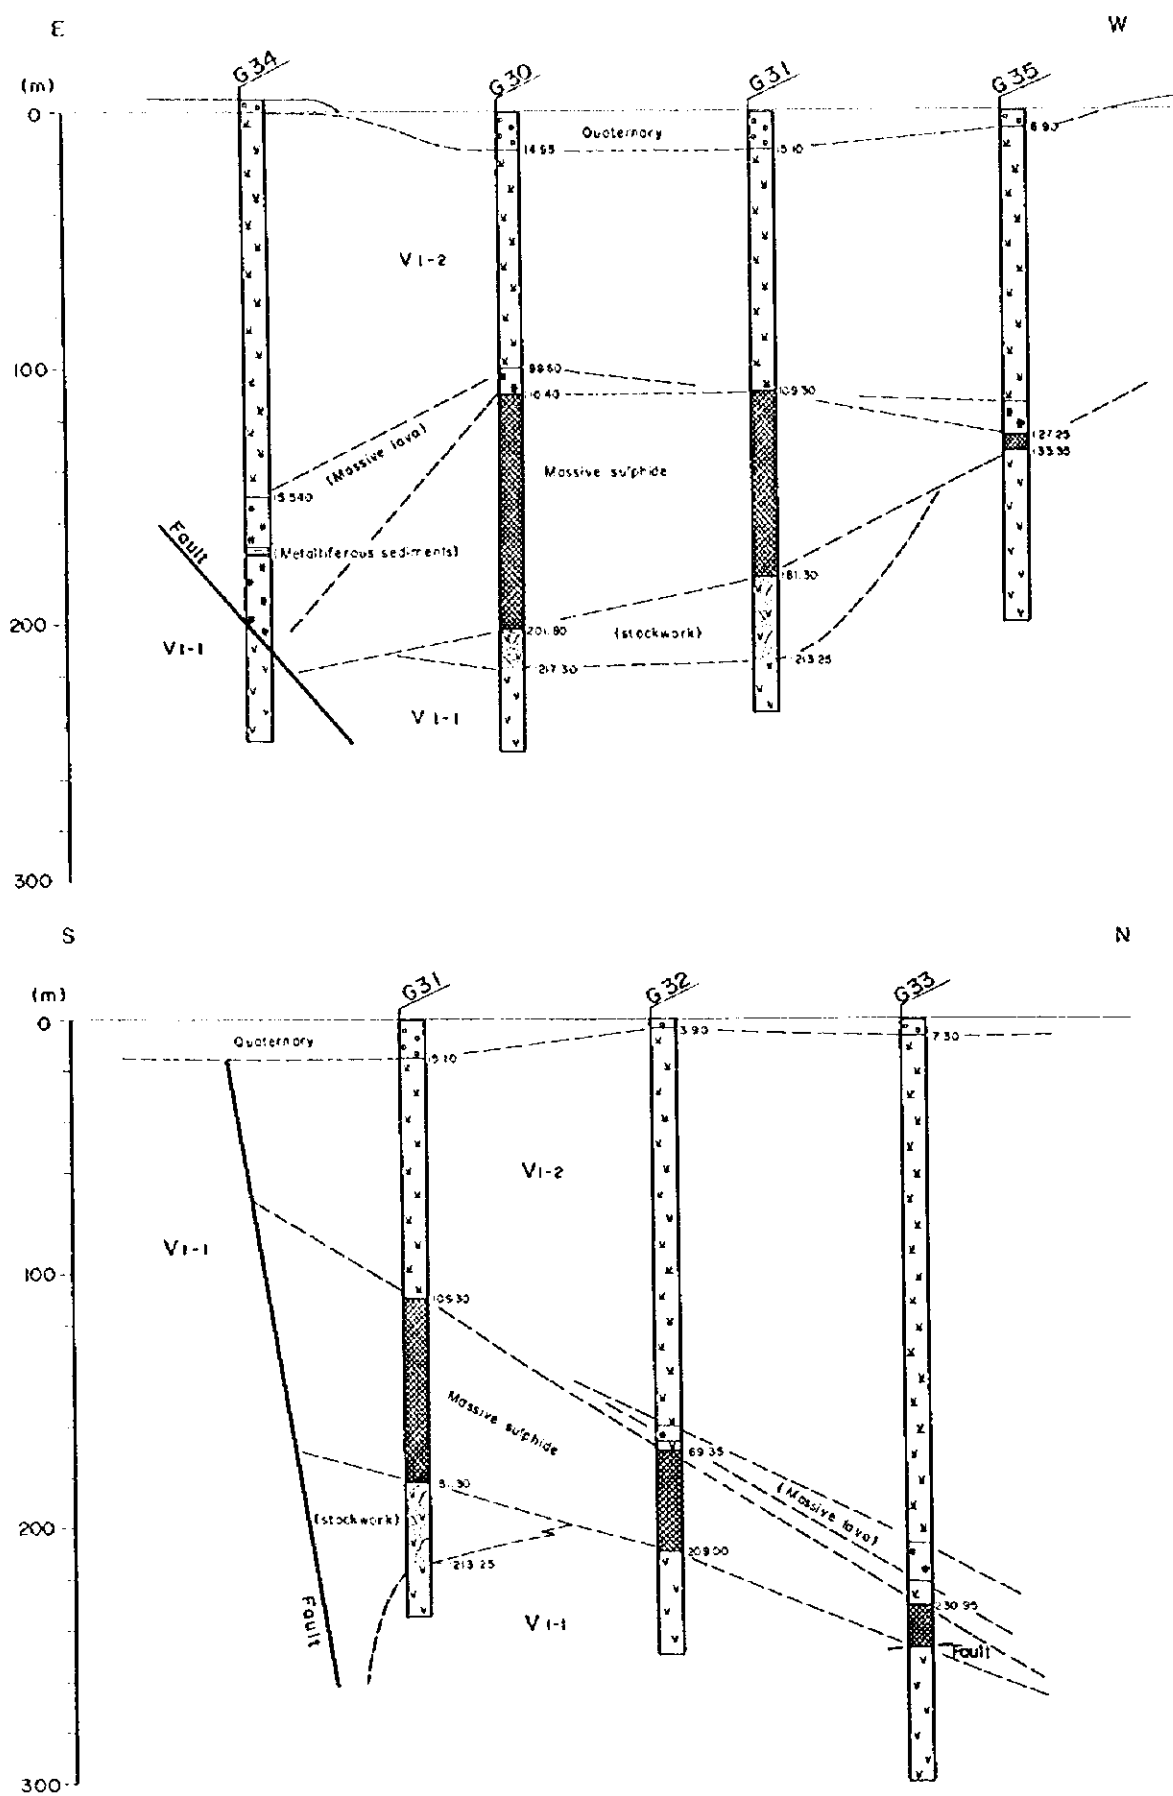 E W
G34 G30 G31 G35
(m)
0
Quaternary
14.95 15.10 6.90
V1-2
100
99.60
110.40 109.30
(Massive lava)
127.25
133.35
Massive sulphide
Fault
(Metalliferous sediments)
181.30
200
201.80
(stockwork)
V1-1
217.30 213.25
V1-1
300
S N
G31 G32 G33
(m)
0
Quaternary
15.10 3.90 7.30
V1-2
V1-1
100
109.30
Massive sulphide
69.35
181.30
(Massive lava)
(stockwork)
200
209.00
213.25
230.95
Fault
V1-1
Fault
300